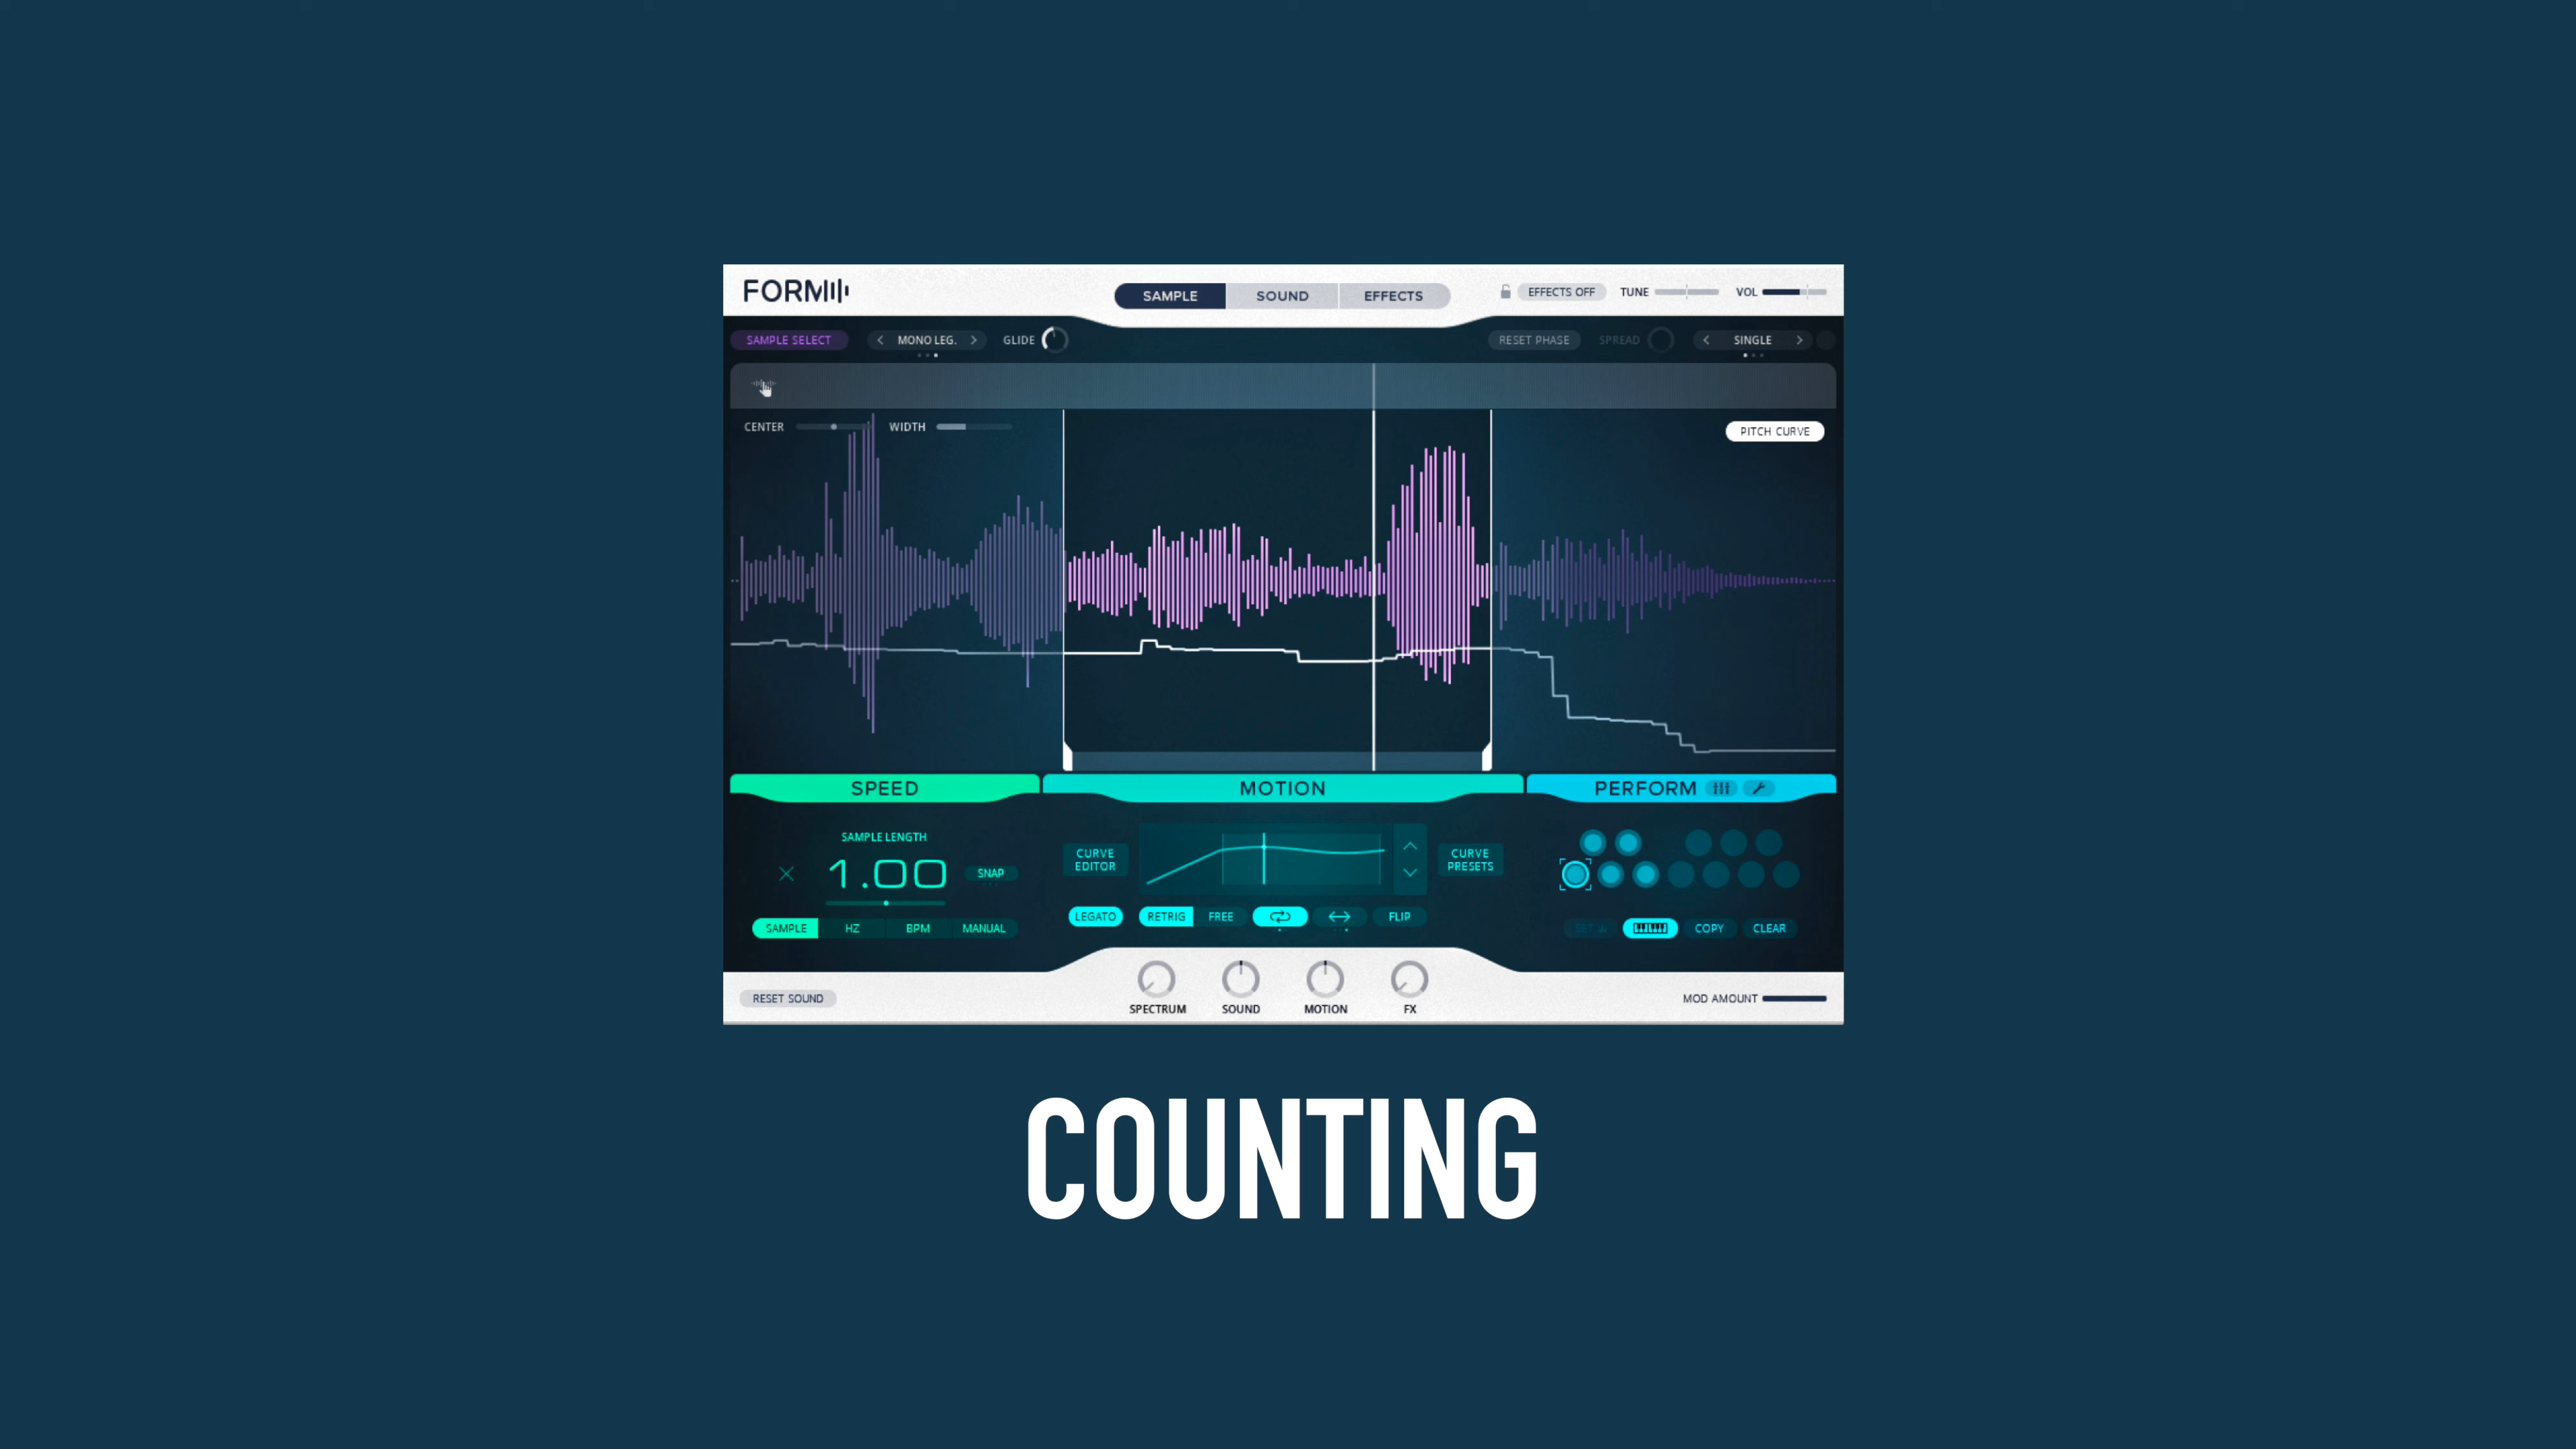 FORM
SAMPLE SOUND EFFECTS
EFFECTS OFF TUNE VOL
SAMPLE SELECT MONO LEG. GLIDE
RESET PHASE SPREAD SINGLE
CENTER WIDTH
PITCH CURVE
SPEED
MOTION
PERFORM
SAMPLE LENGTH
1.00
SNAP
SAMPLE HZ BPM MANUAL
CURVE
EDITOR
CURVE
PRESETS
LEGATO RETRIG FREE FLIP
SET COPY CLEAR
RESET SOUND
SPECTRUM SOUND MOTION FX
MOD AMOUNT
COUNTING